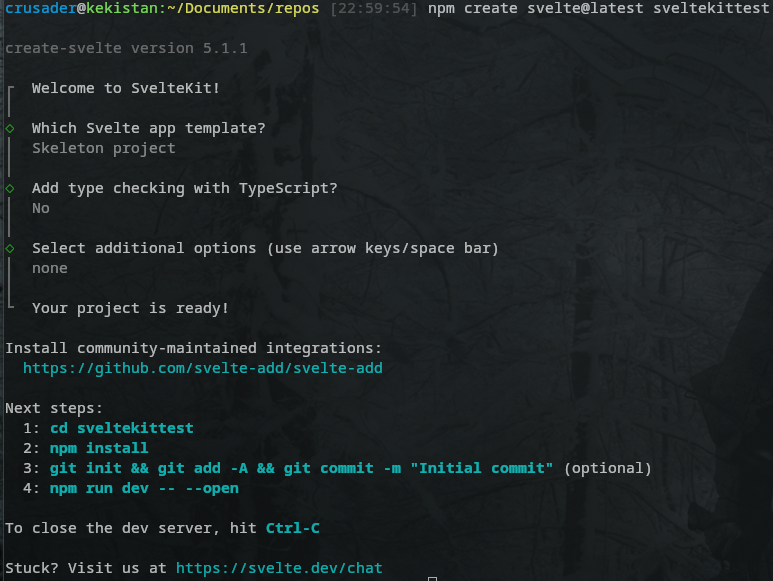 crusader@kekistan:~/Documents/repos [22:59:54] npm create svelte@latest sveltekittest
create-svelte version 5.1.1
Welcome to SvelteKit!
Which Svelte app template?
Skeleton project
Add type checking with TypeScript?
No
Select additional options (use arrow keys/space bar)
none
Your project is ready!
Install community-maintained integrations:
https://github.com/svelte-add/svelte-add
Next steps:
1: cd sveltekittest
2: npm install
3: git init && git add -A && git commit -m "Initial commit" (optional)
4: npm run dev -- --open
To close the dev server, hit Ctrl-C
Stuck? Visit us at https://svelte.dev/chat